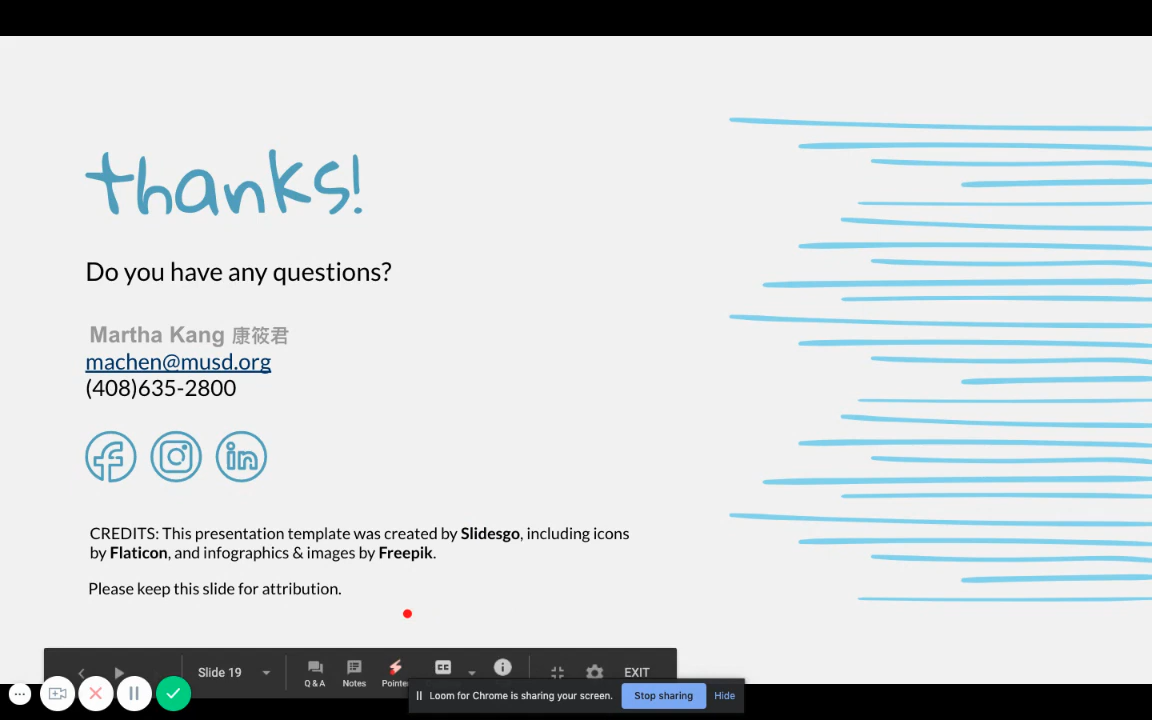 thanks!
Do you have any questions?
Martha Kang 康筱君
machen@musd.org
(408)635-2800
CREDITS: This presentation template was created by Slidesgo, including icons
by Flaticon, and infographics & images by Freepik.
Please keep this slide for attribution.
Slide 19
Q & A
Notes
Pointe
CC
EXIT
Loom for Chrome is sharing your screen.
Stop sharing
Hide